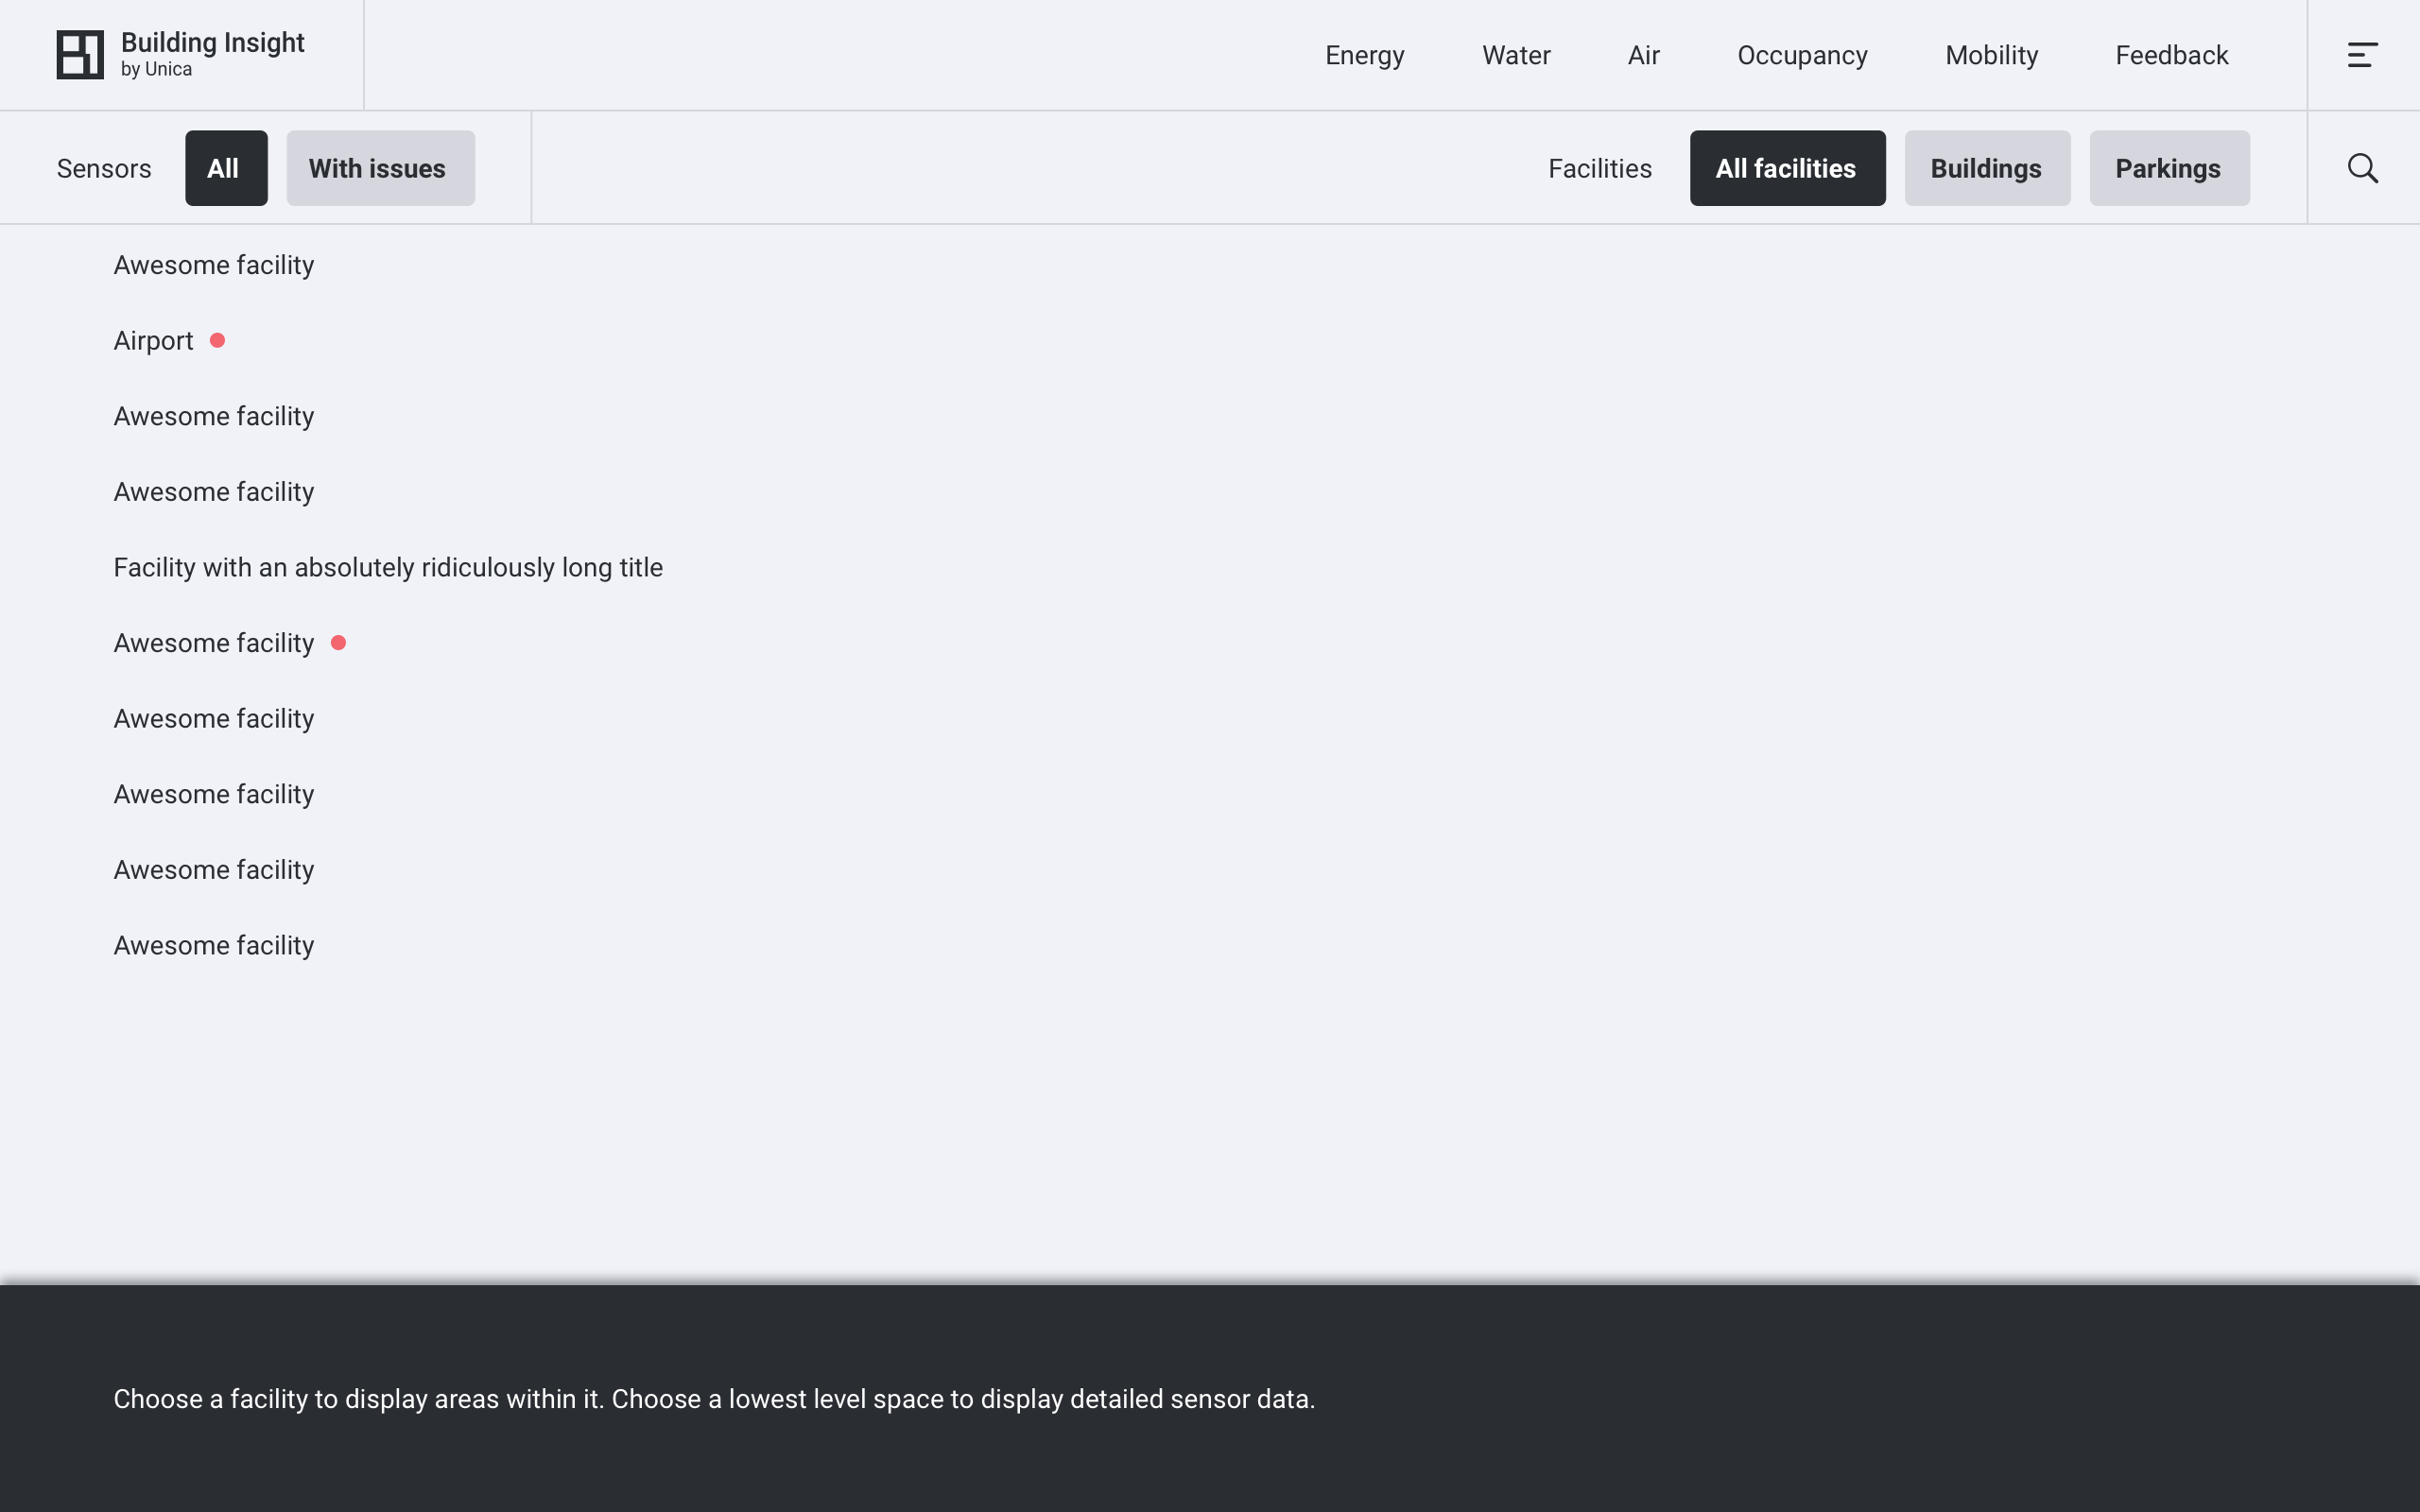 Building Insight
by Unica
Energy Water Air Occupancy Mobility Feedback
Sensors All With issues Facilities All facilities Buildings Parkings
Awesome facility
Airport
Awesome facility
Awesome facility
Facility with an absolutely ridiculously long title
Awesome facility
Awesome facility
Awesome facility
Awesome facility
Awesome facility
Choose a facility to display areas within it. Choose a lowest level space to display detailed sensor data.